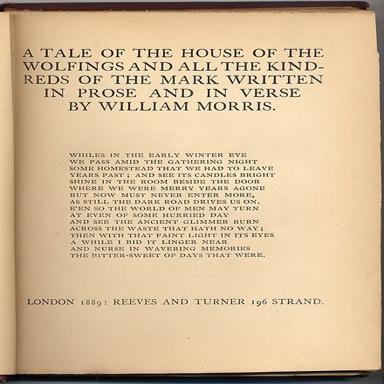 A TALE OF THE HOUSE OF THE
WOLFINGS AND ALL THE KIND-
REDS OF THE MARK WRITTEN
IN PROSE AND IN VERSE
BY WILLIAM MORRIS.
WHILES IN THE EARLY WINTER EVE
WE PASS AMID THE GATHERING NIGHT
SOME HOMESTEAD THAT WE HAD TO LEAVE
YEARS PAST; AND SEE ITS CANDLES BRIGHT
SHINE IN THE ROOM BESIDE THE DOOR
WHERE WE WERE MERRY YEARS AGONE
BUT NOW MUST NEVER ENTER MORE,
AS STILL THE DARK ROAD DRIVES US ON.
E'EN SO THE WORLD OF MEN MAY TURN
AT EVEN OF SOME HURRIED DAY
AND SEE THE ANCIENT GLIMMER BURN
ACROSS THE WASTE THAT HATH NO WAY;
THEN WITH THAT FAINT LIGHT IN ITS EYES
A WHILE I BID IT LINGER NEAR
AND NURSE IN WAVERING MEMORIES
THE BITTER-SWEET OF DAYS THAT WERE.
LONDON 1889: REEVES AND TURNER 196 STRAND.